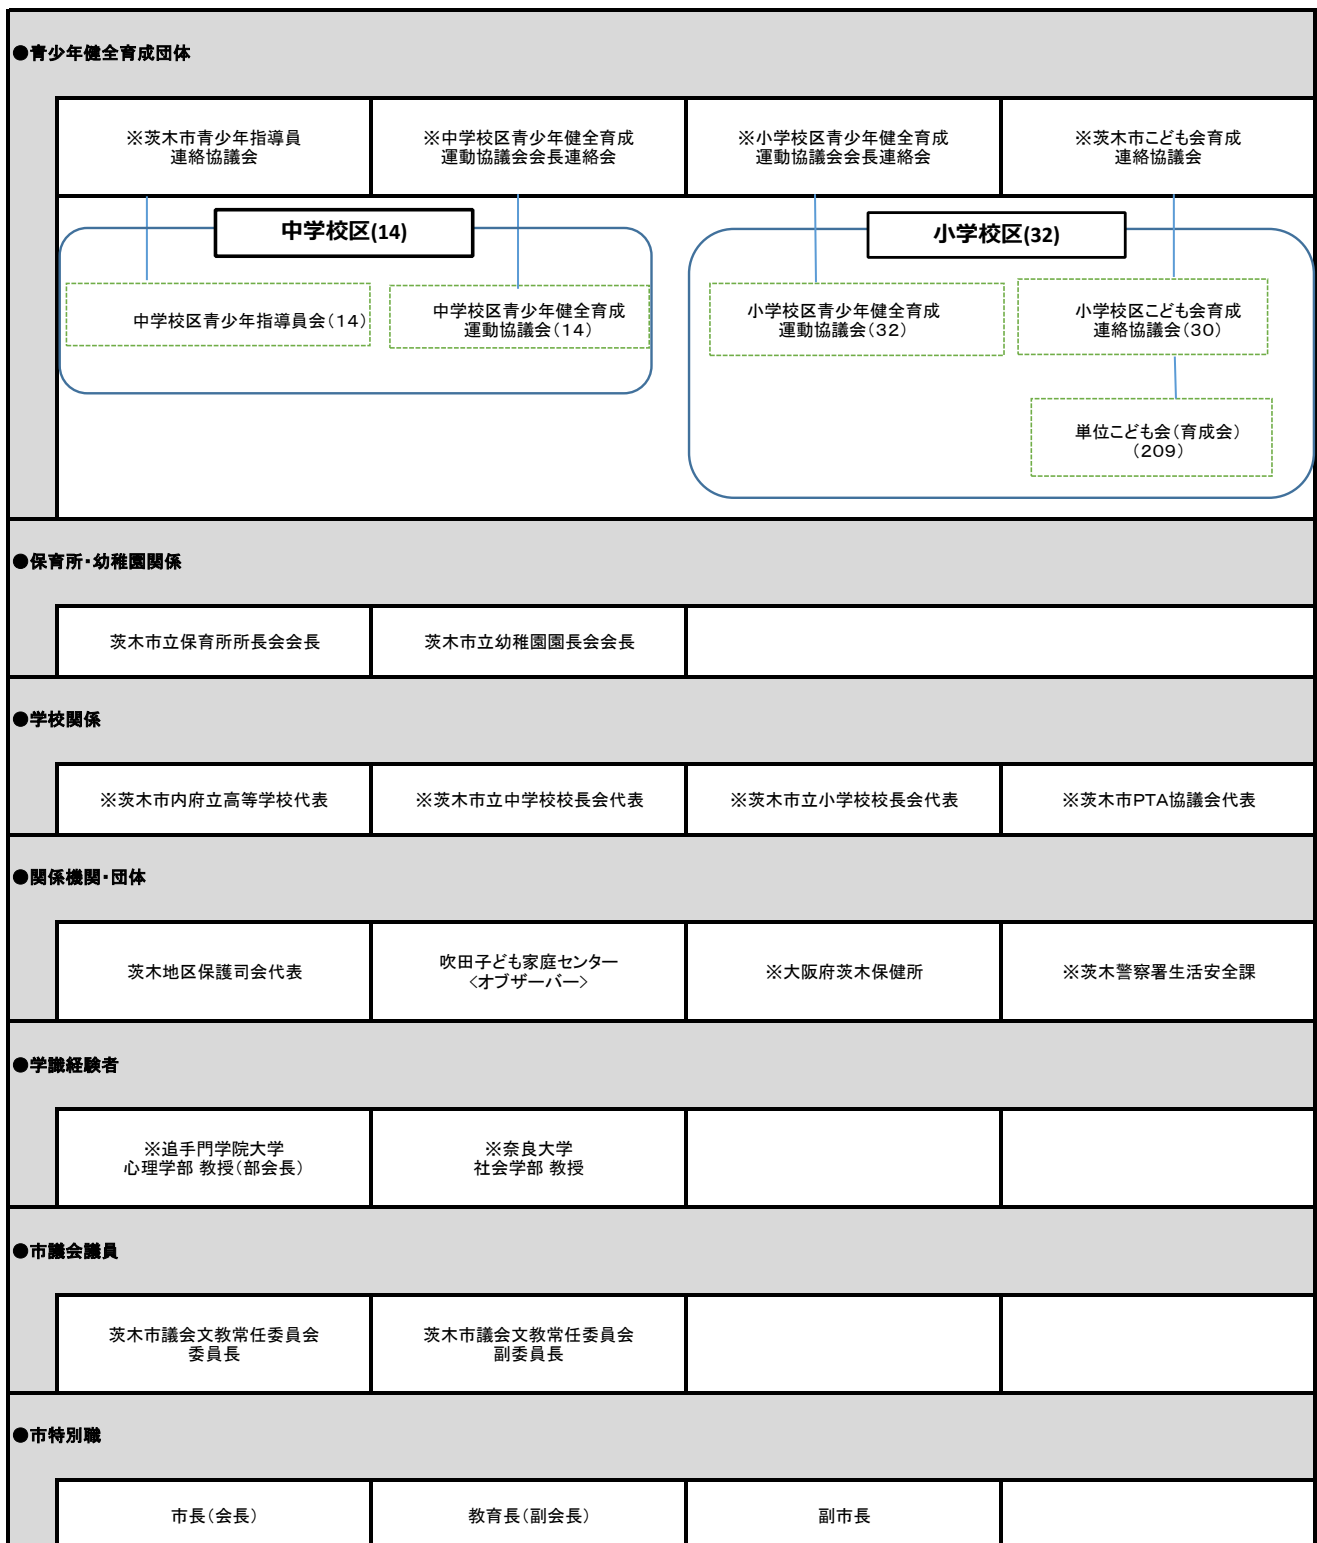 ●青少年健全育成団体
※茨木市青少年指導員
連絡協議会
※中学校区青少年健全育成
運動協議会会長連絡会
※小学校区青少年健全育成
運動協議会会長連絡会
※茨木市こども会育成
連絡協議会
中学校区(14)
小学校区(32)
中学校区青少年指導員会(14)
中学校区青少年健全育成
運動協議会(14)
小学校区青少年健全育成
運動協議会(32)
小学校区こども会育成
連絡協議会(30)
単位こども会(育成会)
(209)
●保育所・幼稚園関係
茨木市立保育所所長会会長
茨木市立幼稚園園長会会長
●学校関係
※茨木市内府立高等学校代表
※茨木市立中学校校長会代表
※茨木市立小学校校長会代表
※茨木市PTA協議会代表
●関係機関・団体
茨木地区保護司会代表
吹田子ども家庭センター
<オブザーバー>
※大阪府茨木保健所
※茨木警察署生活安全課
●学識経験者
※追手門学院大学
心理学部 教授(部会長)
※奈良大学
社会学部 教授
●市議会議員
茨木市議会文教常任委員会
委員長
茨木市議会文教常任委員会
副委員長
●市特別職
市長(会長)
教育長(副会長)
副市長